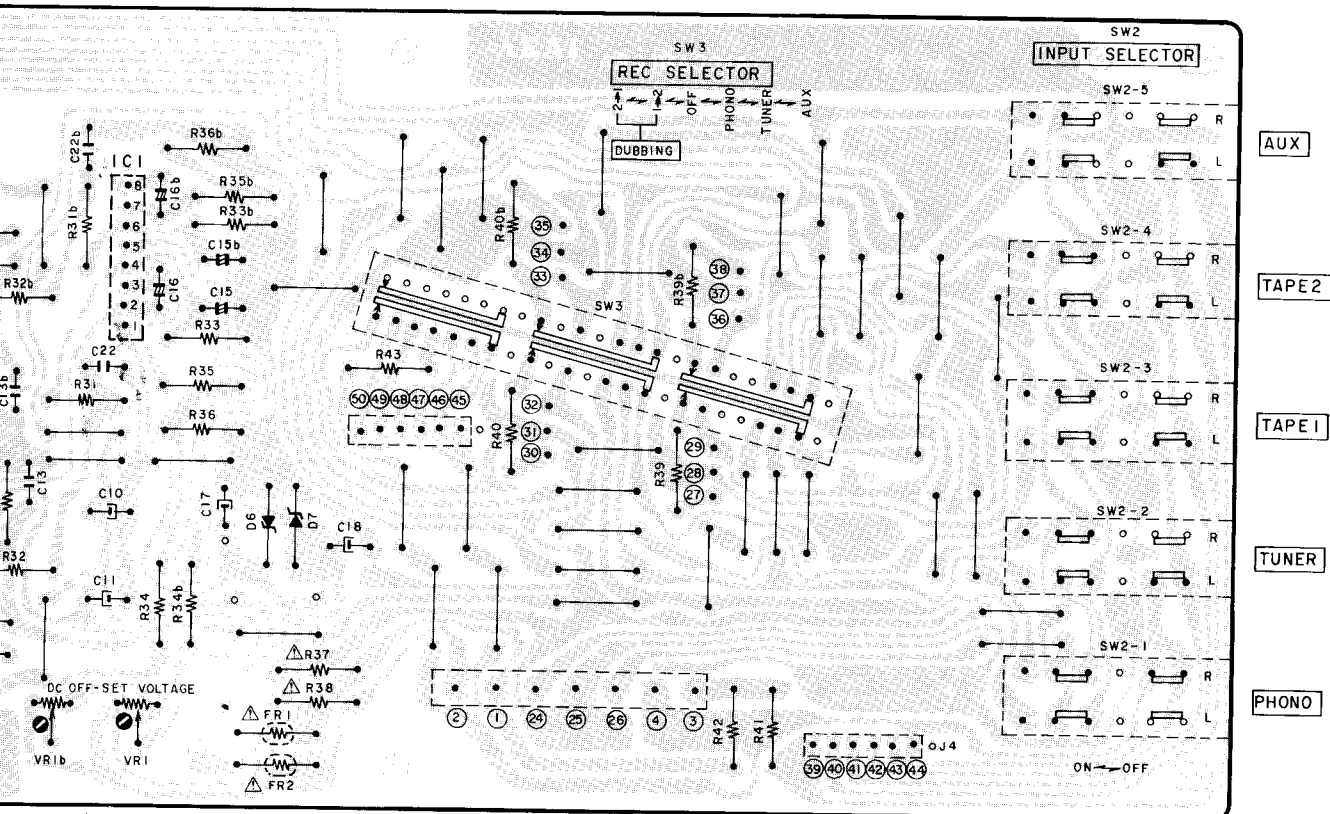 SW3
REC SELECTOR
2→1
1→2
OFF
PHONO
TUNER
AUX
DUBBING
SW2
INPUT SELECTOR
SW2-5
R
L
AUX
SW2-4
R
L
TAPE2
SW2-3
R
L
TAPE1
SW2-2
R
L
TUNER
SW2-1
R
L
PHONO
ON OFF
C22b
IC1
8
7
6
5
4
3
2
1
R31b
C16b
C16
R36b
R35b
R33b
C15b
C15
R33
R32b
C22
R31
C13b
R35
R36
C13
C10
C17
D6
D7
C18
R32
C11
R34
R34b
R37
R38
FR1
FR2
DC OFF-SET VOLTAGE
VR1b
VR1
R40b
35
34
33
SW3
R39b
38
37
36
R43
50 49 48 47 46 45
R40
32
31
30
R39
29
28
27
2 1 24 25 26 4 3
R42
R41
J4
39 40 41 42 43 44